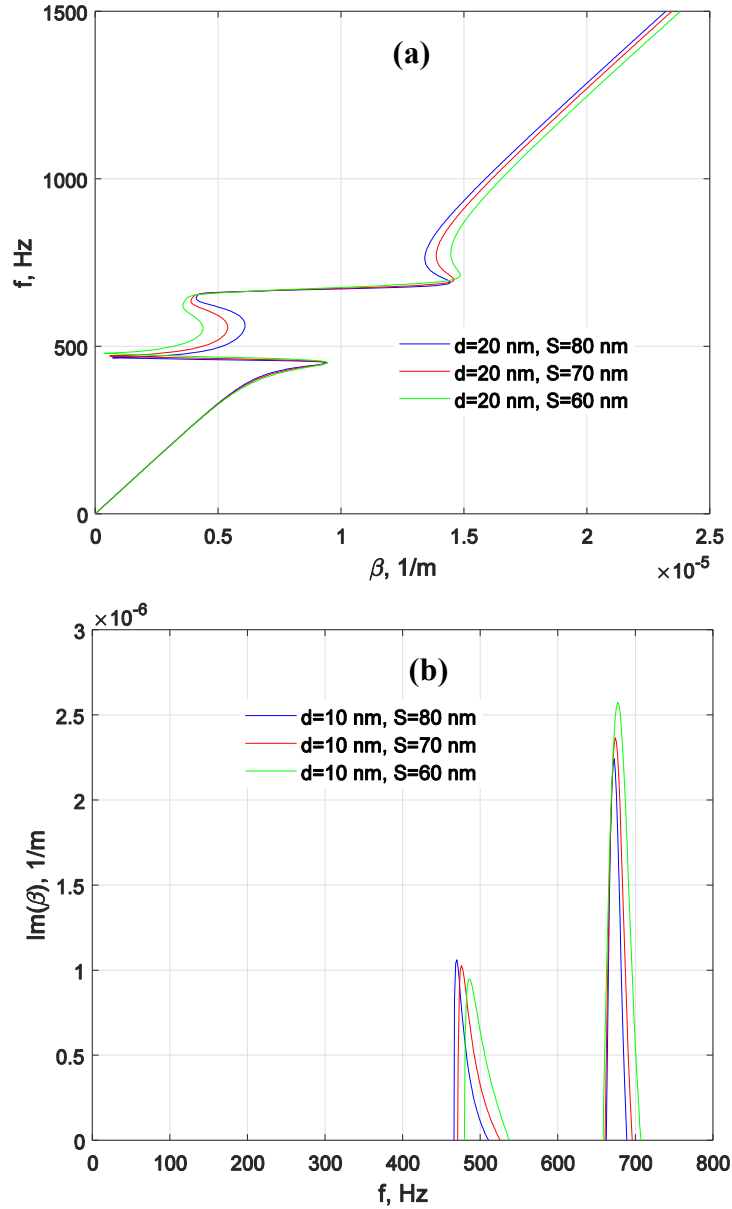 (a)
f, Hz
1500
1000
500
0
d=20 nm, S=80 nm
d=20 nm, S=70 nm
d=20 nm, S=60 nm
0 0.5 1 1.5 2 2.5
β, 1/m
×10⁻⁵
×10⁻⁶
(b)
Im(β), 1/m
3
2.5
2
1.5
1
0.5
0
d=10 nm, S=80 nm
d=10 nm, S=70 nm
d=10 nm, S=60 nm
0 100 200 300 400 500 600 700 800
f, Hz